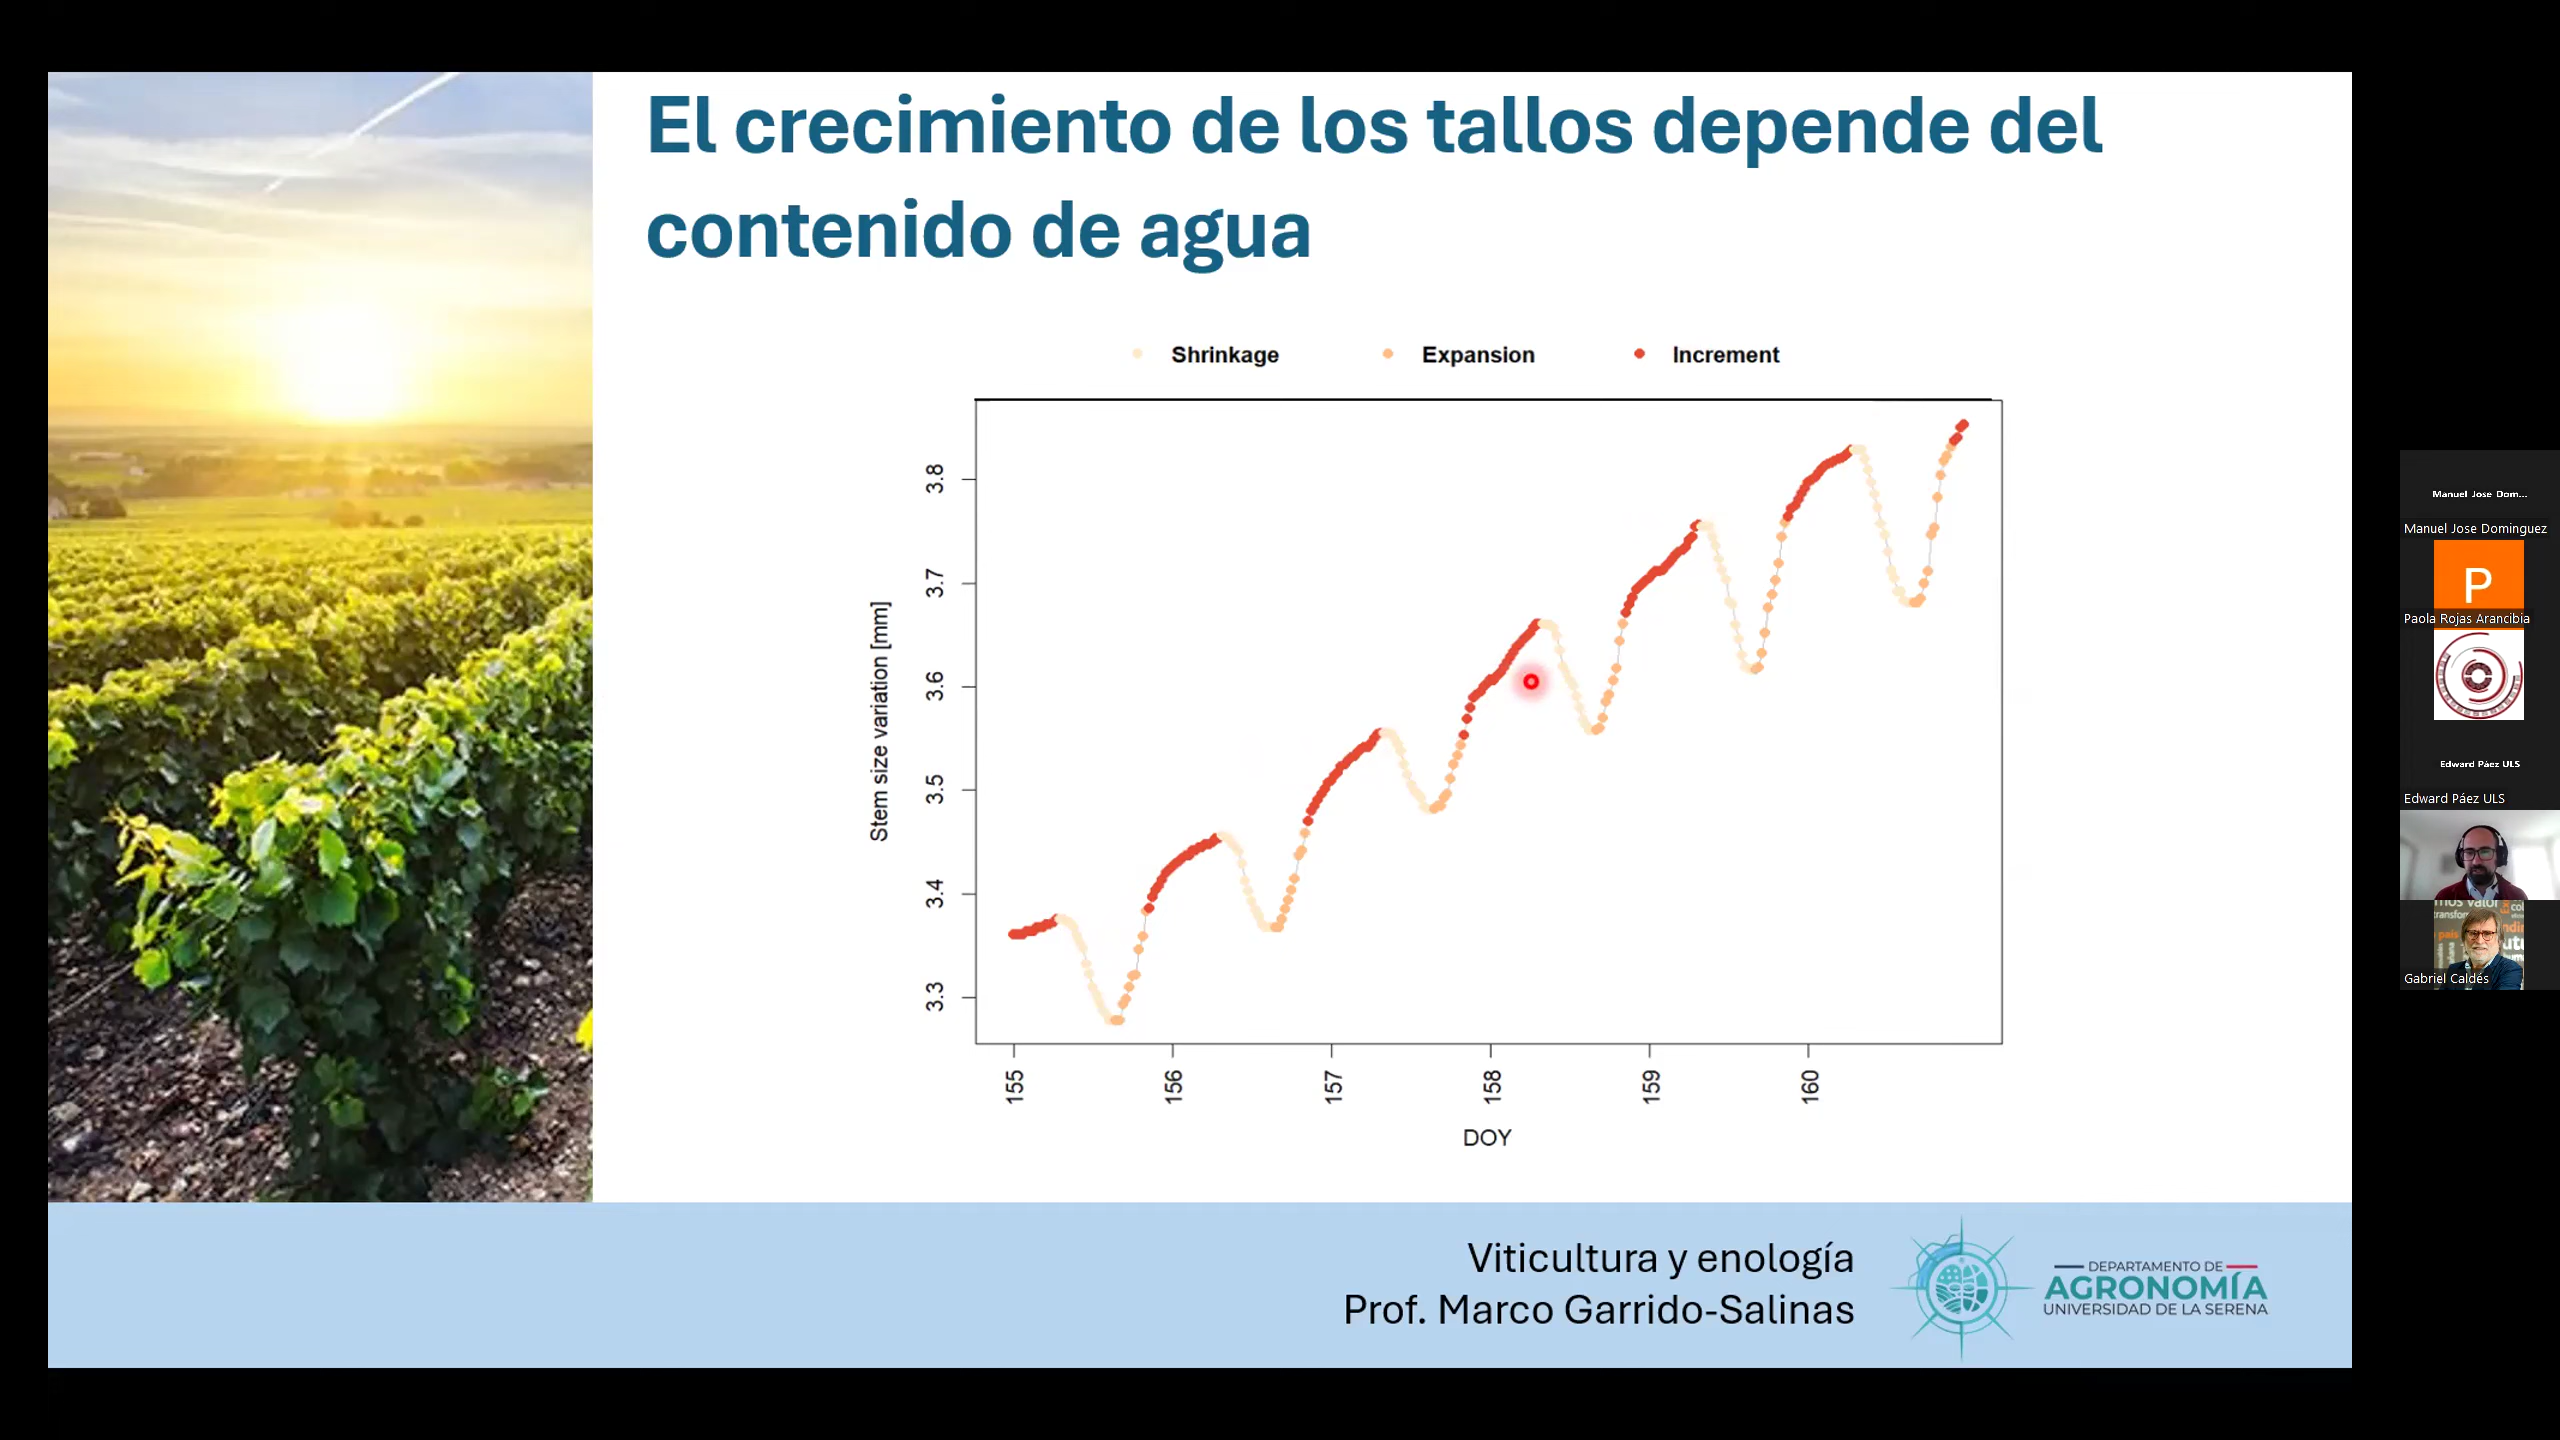 El crecimiento de los tallos depende del
contenido de agua
Shrinkage
Expansion
Increment
Stem size variation [mm]
3.8
3.7
3.6
3.5
3.4
3.3
155
156
157
158
159
160
DOY
Viticultura y enología
Prof. Marco Garrido-Salinas
DEPARTAMENTO DE
AGRONOMÍA
UNIVERSIDAD DE LA SERENA
Manuel Jose Dom...
Manuel Jose Dominguez
P
Paola Rojas Arancibia
Edward Páez ULS
Edward Páez ULS
Gabriel Caldés